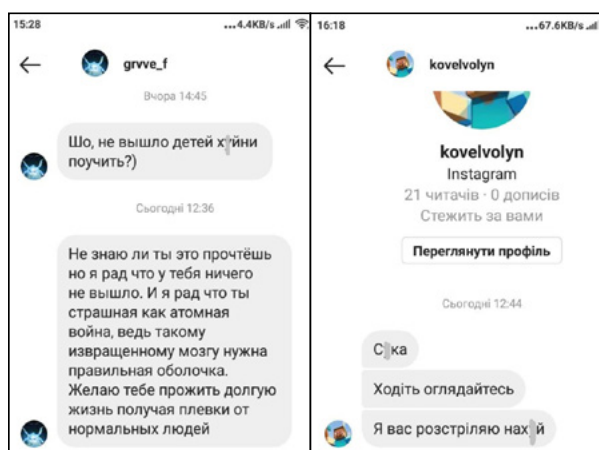 15:28
...4.4KB/s
grvve_f
Вчора 14:45
Шо, не вышло детей х йни
поучить?)
Сьогодні 12:36
Не знаю ли ты это прочтёшь
но я рад что у тебя ничего
не вышло. И я рад что ты
страшная как атомная
война, ведь такому
извращенному мозгу нужна
правильная оболочка.
Желаю тебе прожить долгую
жизнь получая плевки от
нормальных людей
16:18
...67.6KB/s
kovelvolyn
kovelvolyn
Instagram
21 читачів · 0 дописів
Стежить за вами
Переглянути профіль
Сьогодні 12:44
С ка
Ходіть оглядайтесь
Я вас розстріляю нах й